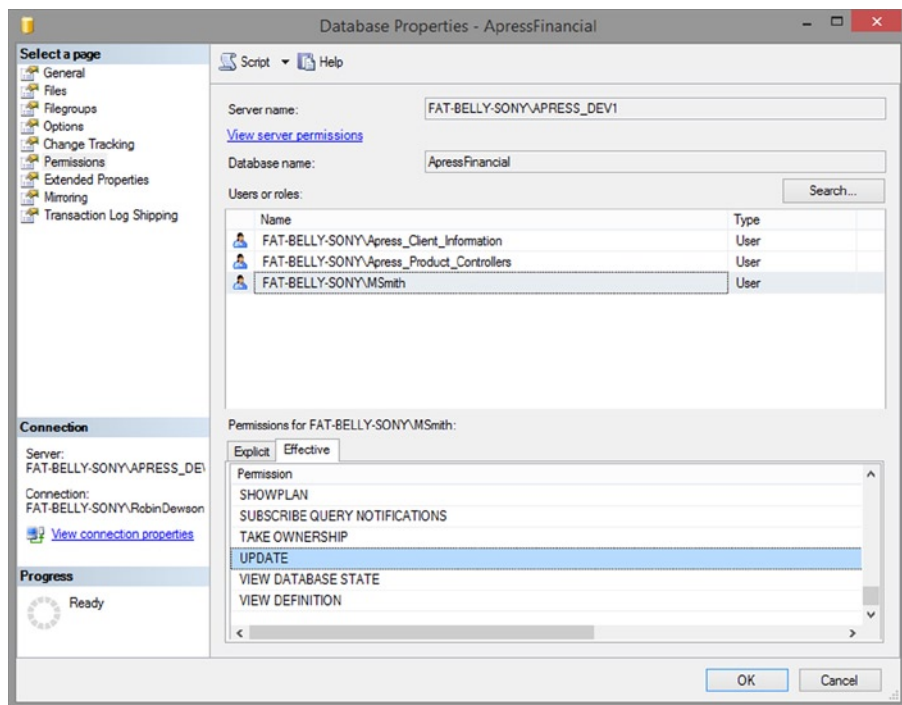 Database Properties - ApressFinancial
Select a page
General
Files
Filegroups
Options
Change Tracking
Permissions
Extended Properties
Mirroring
Transaction Log Shipping
Script Help
Server name: FAT-BELLY-SONY\APRESS_DEV1
View server permissions
Database name: ApressFinancial
Users or roles: Search...
Name Type
FAT-BELLY-SONY\Apress_Client_Information User
FAT-BELLY-SONY\Apress_Product_Controllers User
FAT-BELLY-SONY\MSmith User
Connection
Server:
FAT-BELLY-SONY\APRESS_DE
Connection:
FAT-BELLY-SONY\RobinDewson
View connection properties
Progress
Ready
Permissions for FAT-BELLY-SONY\MSmith:
Explicit Effective
Permission
SHOWPLAN
SUBSCRIBE QUERY NOTIFICATIONS
TAKE OWNERSHIP
UPDATE
VIEW DATABASE STATE
VIEW DEFINITION
OK Cancel